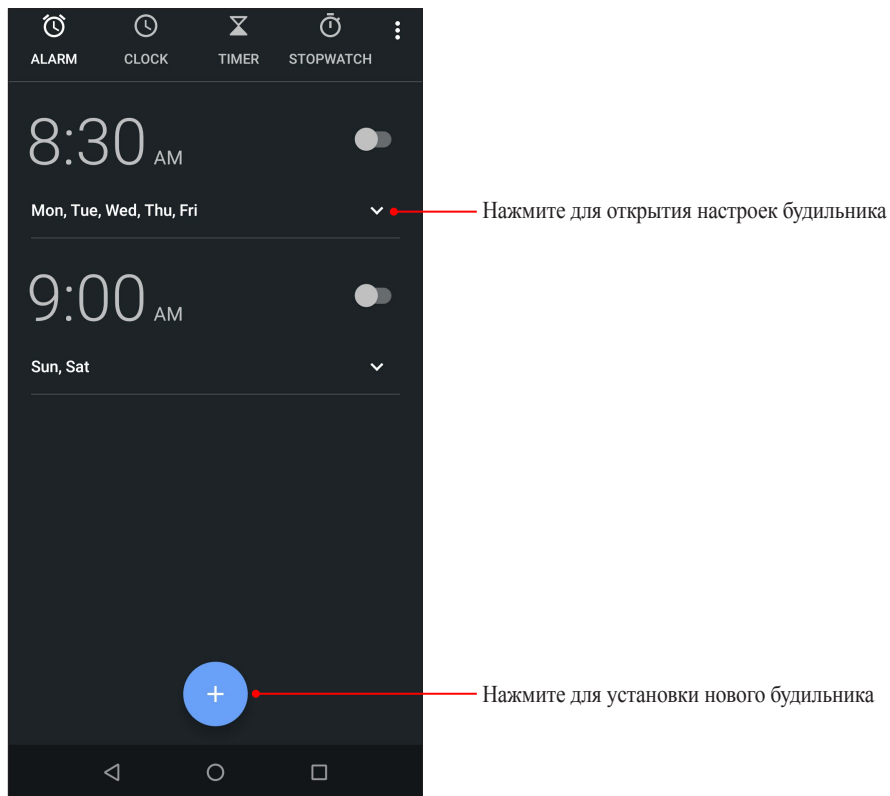 ALARM CLOCK TIMER STOPWATCH
8:30 AM
Mon, Tue, Wed, Thu, Fri
Нажмите для открытия настроек будильника
9:00 AM
Sun, Sat
Нажмите для установки нового будильника